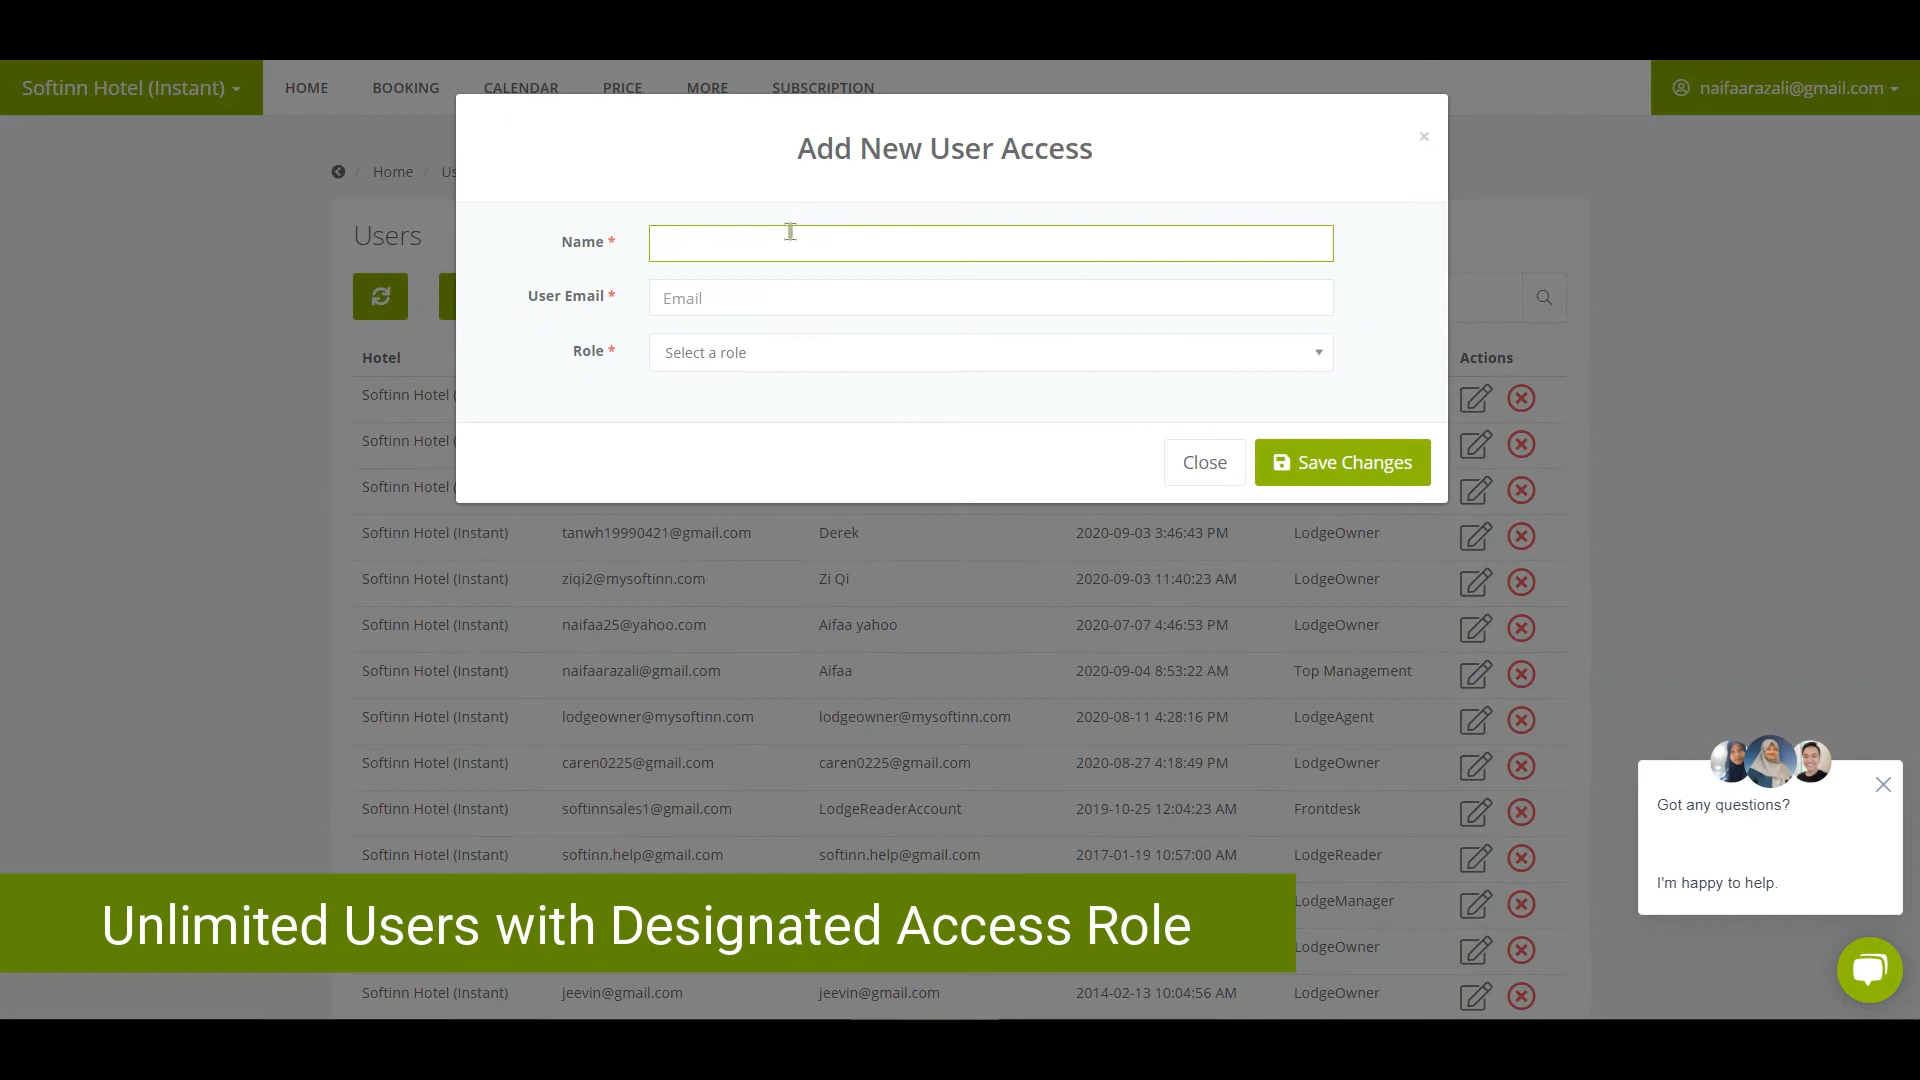 Softinn Hotel (Instant) HOME BOOKING CALENDAR PRICE MORE SUBSCRIPTION naifaarazali@gmail.com
Add New User Access ×
/ Home / Us
Users
Name *
User Email * Email
Role * Select a role
Close Save Changes
Hotel Actions
Softinn Hotel (
Softinn Hotel (
Softinn Hotel (
Softinn Hotel (Instant) tanwh19990421@gmail.com Derek 2020-09-03 3:46:43 PM LodgeOwner
Softinn Hotel (Instant) ziqi2@mysoftinn.com Zi Qi 2020-09-03 11:40:23 AM LodgeOwner
Softinn Hotel (Instant) naifaa25@yahoo.com Aifaa yahoo 2020-07-07 4:46:53 PM LodgeOwner
Softinn Hotel (Instant) naifaarazali@gmail.com Aifaa 2020-09-04 8:53:22 AM Top Management
Softinn Hotel (Instant) lodgeowner@mysoftinn.com lodgeowner@mysoftinn.com 2020-08-11 4:28:16 PM LodgeAgent
Softinn Hotel (Instant) caren0225@gmail.com caren0225@gmail.com 2020-08-27 4:18:49 PM LodgeOwner
Softinn Hotel (Instant) softinnsales1@gmail.com LodgeReaderAccount 2019-10-25 12:04:23 AM Frontdesk
Softinn Hotel (Instant) softinn.help@gmail.com softinn.help@gmail.com 2017-01-19 10:57:00 AM LodgeReader
LodgeManager
LodgeOwner
Softinn Hotel (Instant) jeevin@gmail.com jeevin@gmail.com 2014-02-13 10:04:56 AM LodgeOwner
Unlimited Users with Designated Access Role
Got any questions?
I'm happy to help.